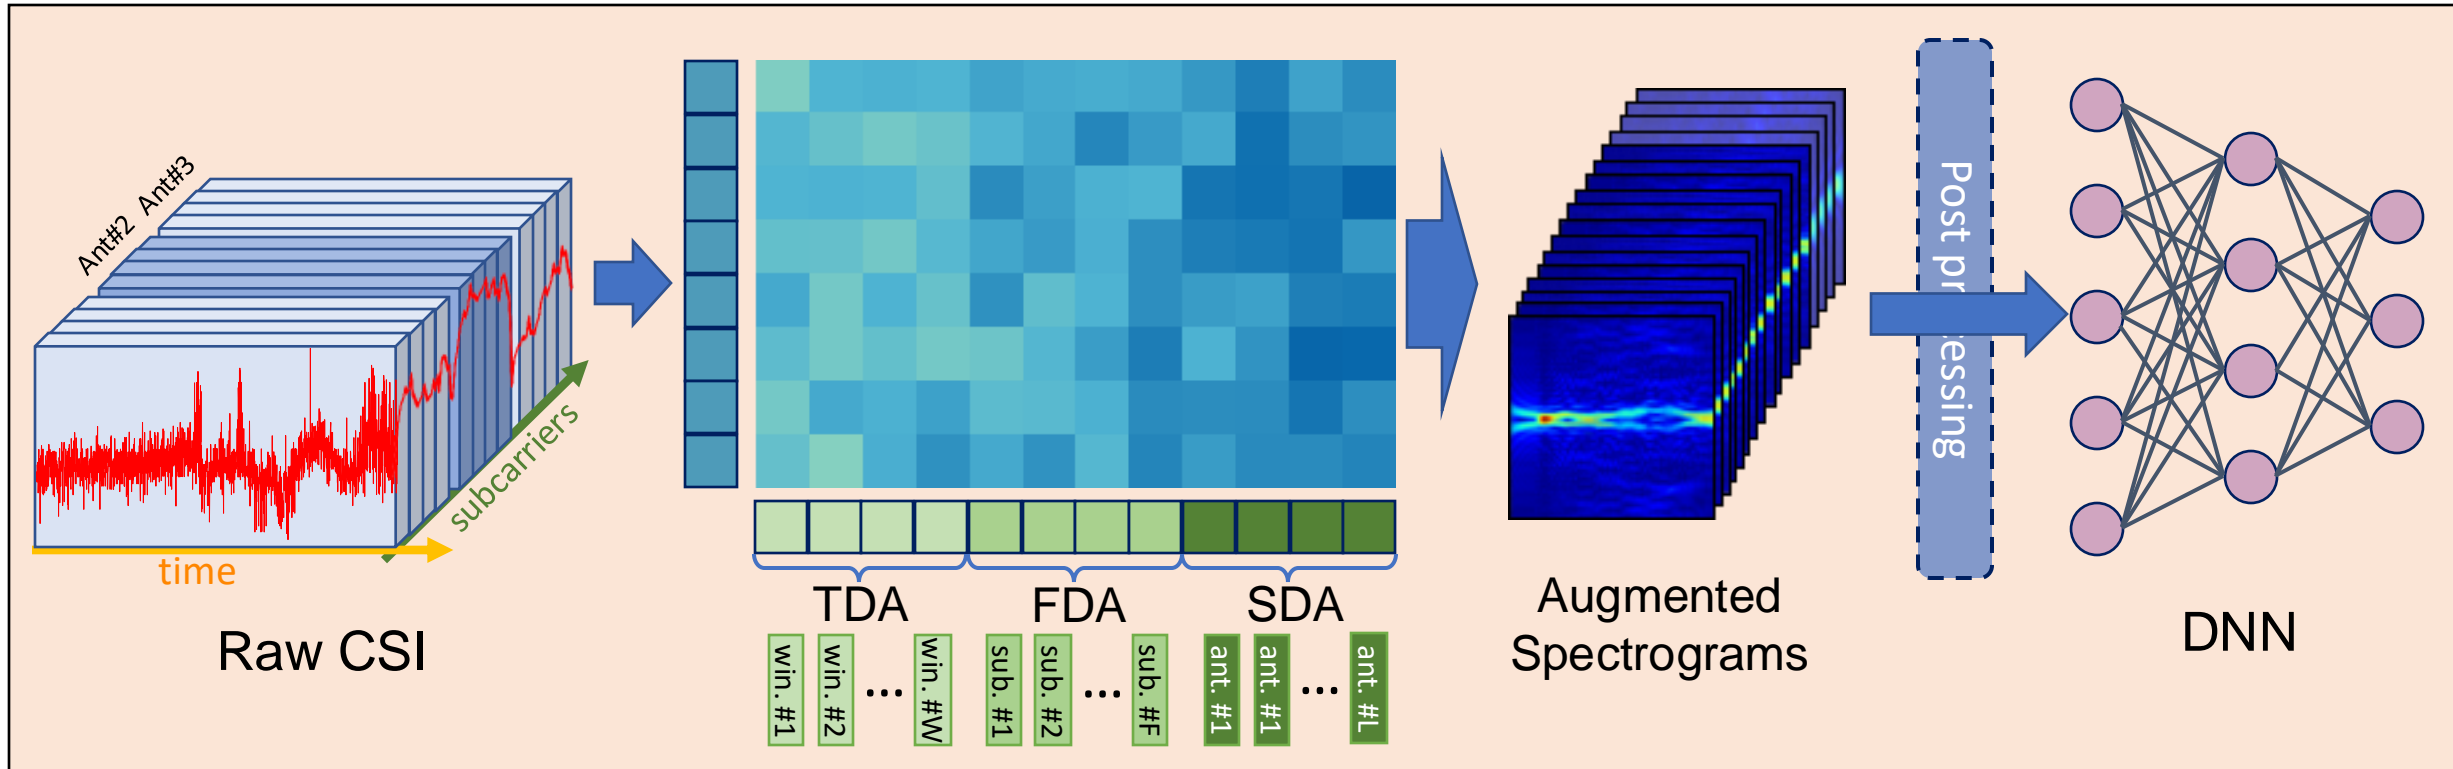 Ant#2 Ant#3
subcarriers
time
Raw CSI
TDA
FDA
SDA
win. #1
win. #2
...
win. #W
sub. #1
sub. #2
...
sub. #F
ant. #1
ant. #1
...
ant. #L
Augmented
Spectrograms
Post pr essing
DNN